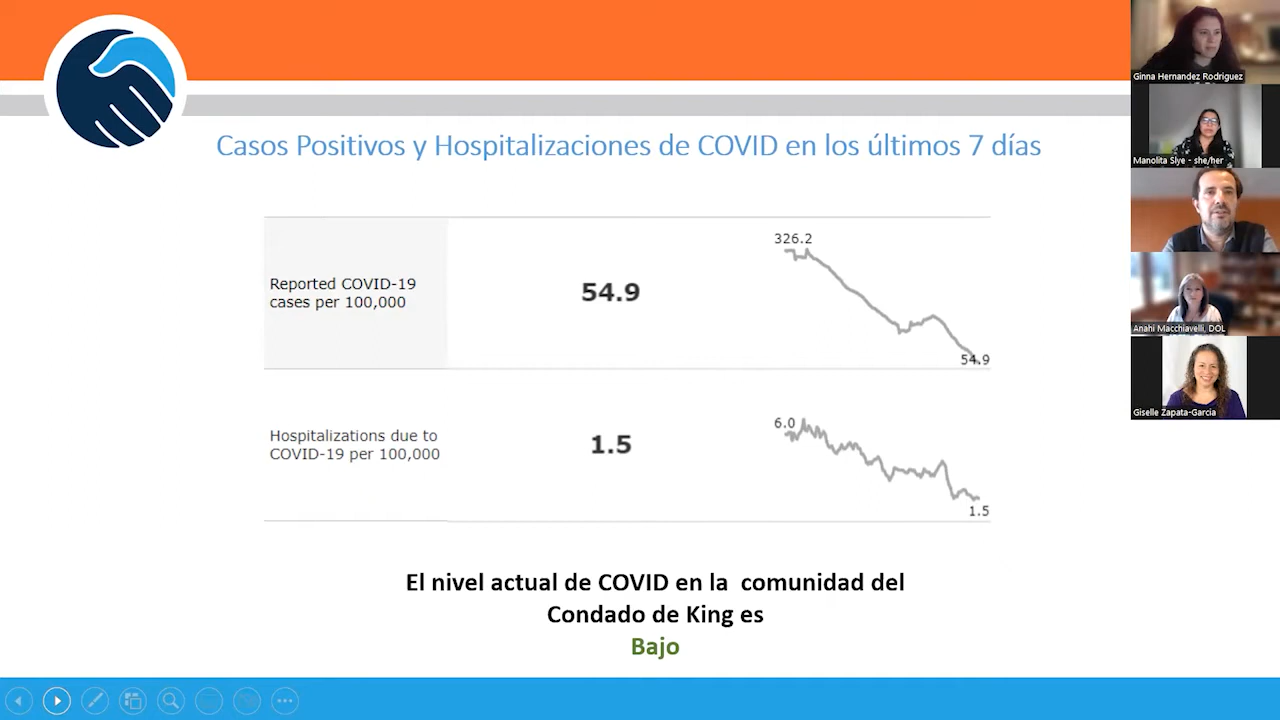 Casos Positivos y Hospitalizaciones de COVID en los últimos 7 días
Reported COVID-19
cases per 100,000
54.9
326.2
54.9
Hospitalizations due to
COVID-19 per 100,000
1.5
6.0
1.5
El nivel actual de COVID en la comunidad del
Condado de King es
Bajo
Ginna Hernandez Rodriguez
Manolita Slye - she/her
Anahi Macchiavelli, DOL
Giselle Zapata-Garcia